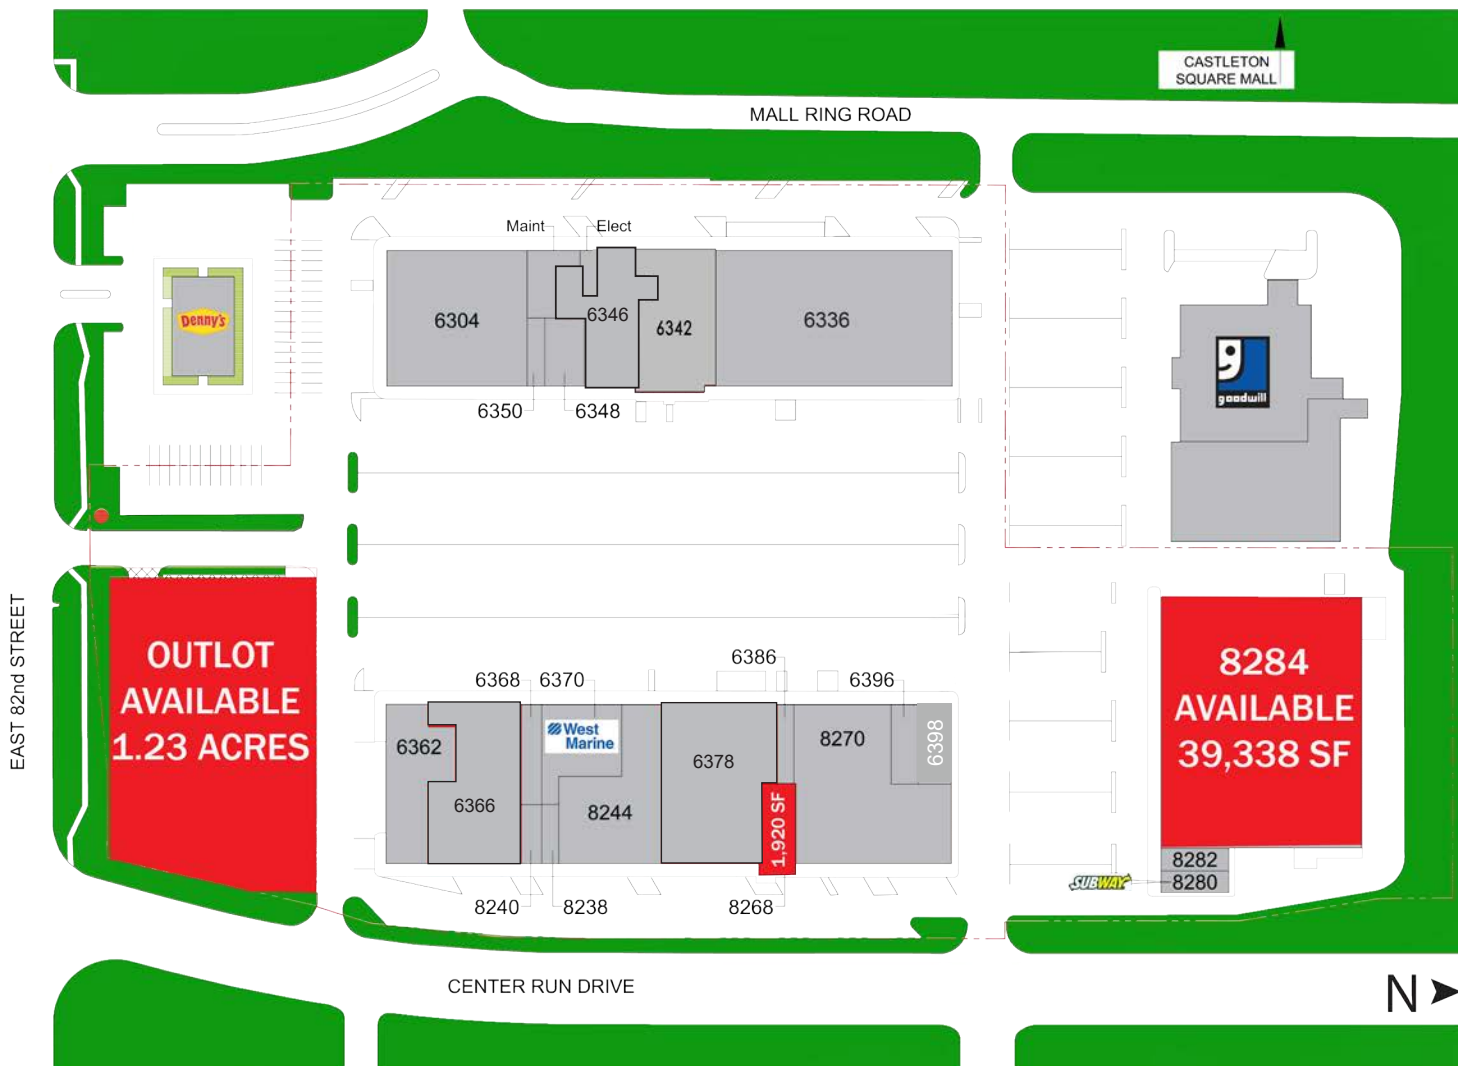 CASTLETON
SQUARE MALL
MALL RING ROAD
Maint
Elect
Denny's
6304
6346
6342
6336
goodwill
6350
6348
EAST 82nd STREET
OUTLOT
AVAILABLE
1.23 ACRES
6386
6368
6370
6396
West
Marine
6362
6366
8244
6378
1,920 SF
8270
6398
8284
AVAILABLE
39,338 SF
8282
SUBWAY
8280
8240
8238
8268
CENTER RUN DRIVE
N